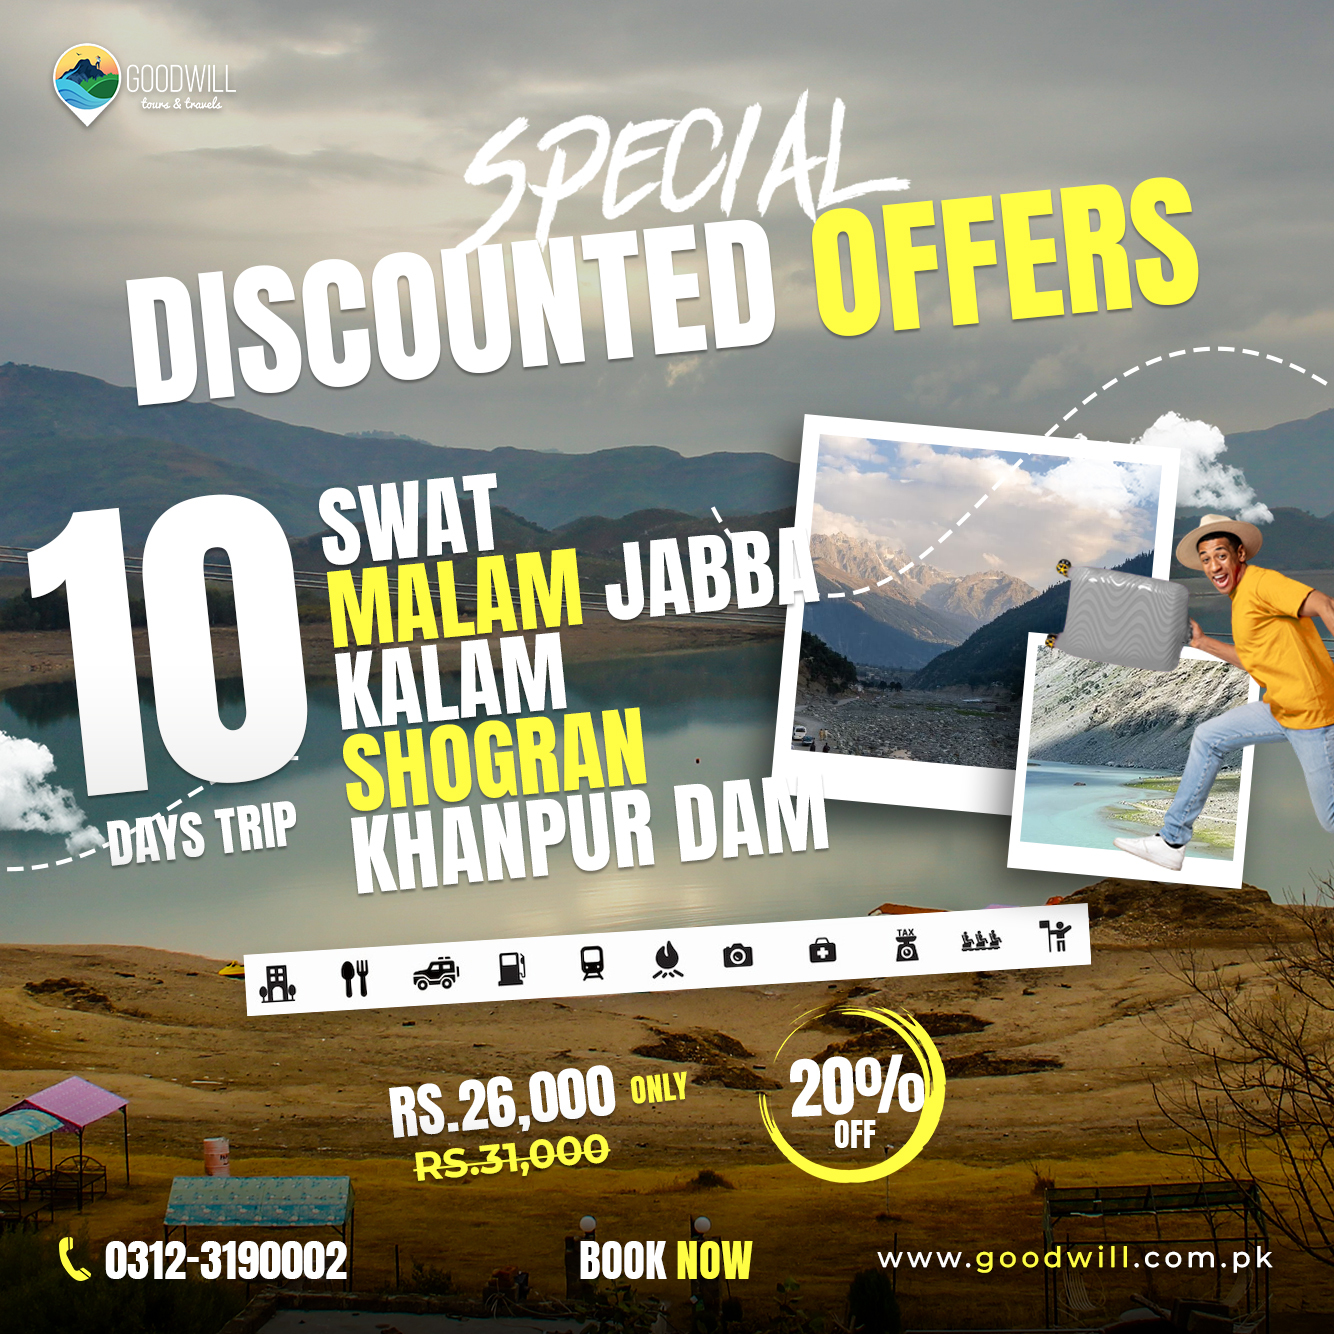 GOODWILL
tours & travels
SPECIAL
DISCOUNTED OFFERS
10
DAYS TRIP
SWAT
MALAM JABBA
KALAM
SHOGRAN
KHANPUR DAM
TAX
RS.26,000 ONLY
RS.31,000
20%
OFF
0312-3190002
BOOK NOW
www.goodwill.com.pk